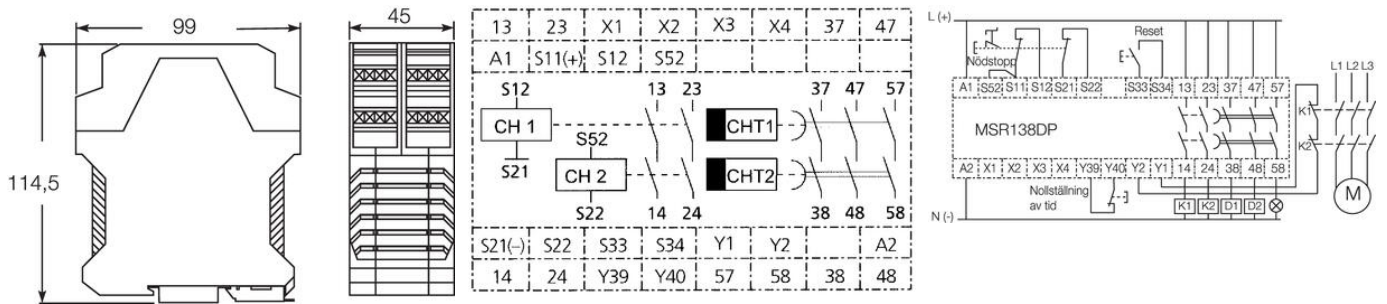 99
114,5
45
13 23 X1 X2 X3 X4 37 47
A1 S11(+) S12 S52
S12 13 23 37 47 57
CH 1 CHT1
S52
S21 CH 2 CHT2
S22 14 24 38 48 58
S21(–) S22 S33 S34 Y1 Y2 A2
14 24 Y39 Y40 57 58 38 48
L (+)
Reset
Nödstopp
L1 L2 L3
A1 S52 S11 S12 S21 S22 S33 S34 13 23 37 47 57
K1
MSR138DP
K2
A2 X1 X2 X3 X4 Y39 Y40 Y2 Y1 14 24 38 48 58
Nollställning
av tid
K1 K2 D1 D2
M
N (-)